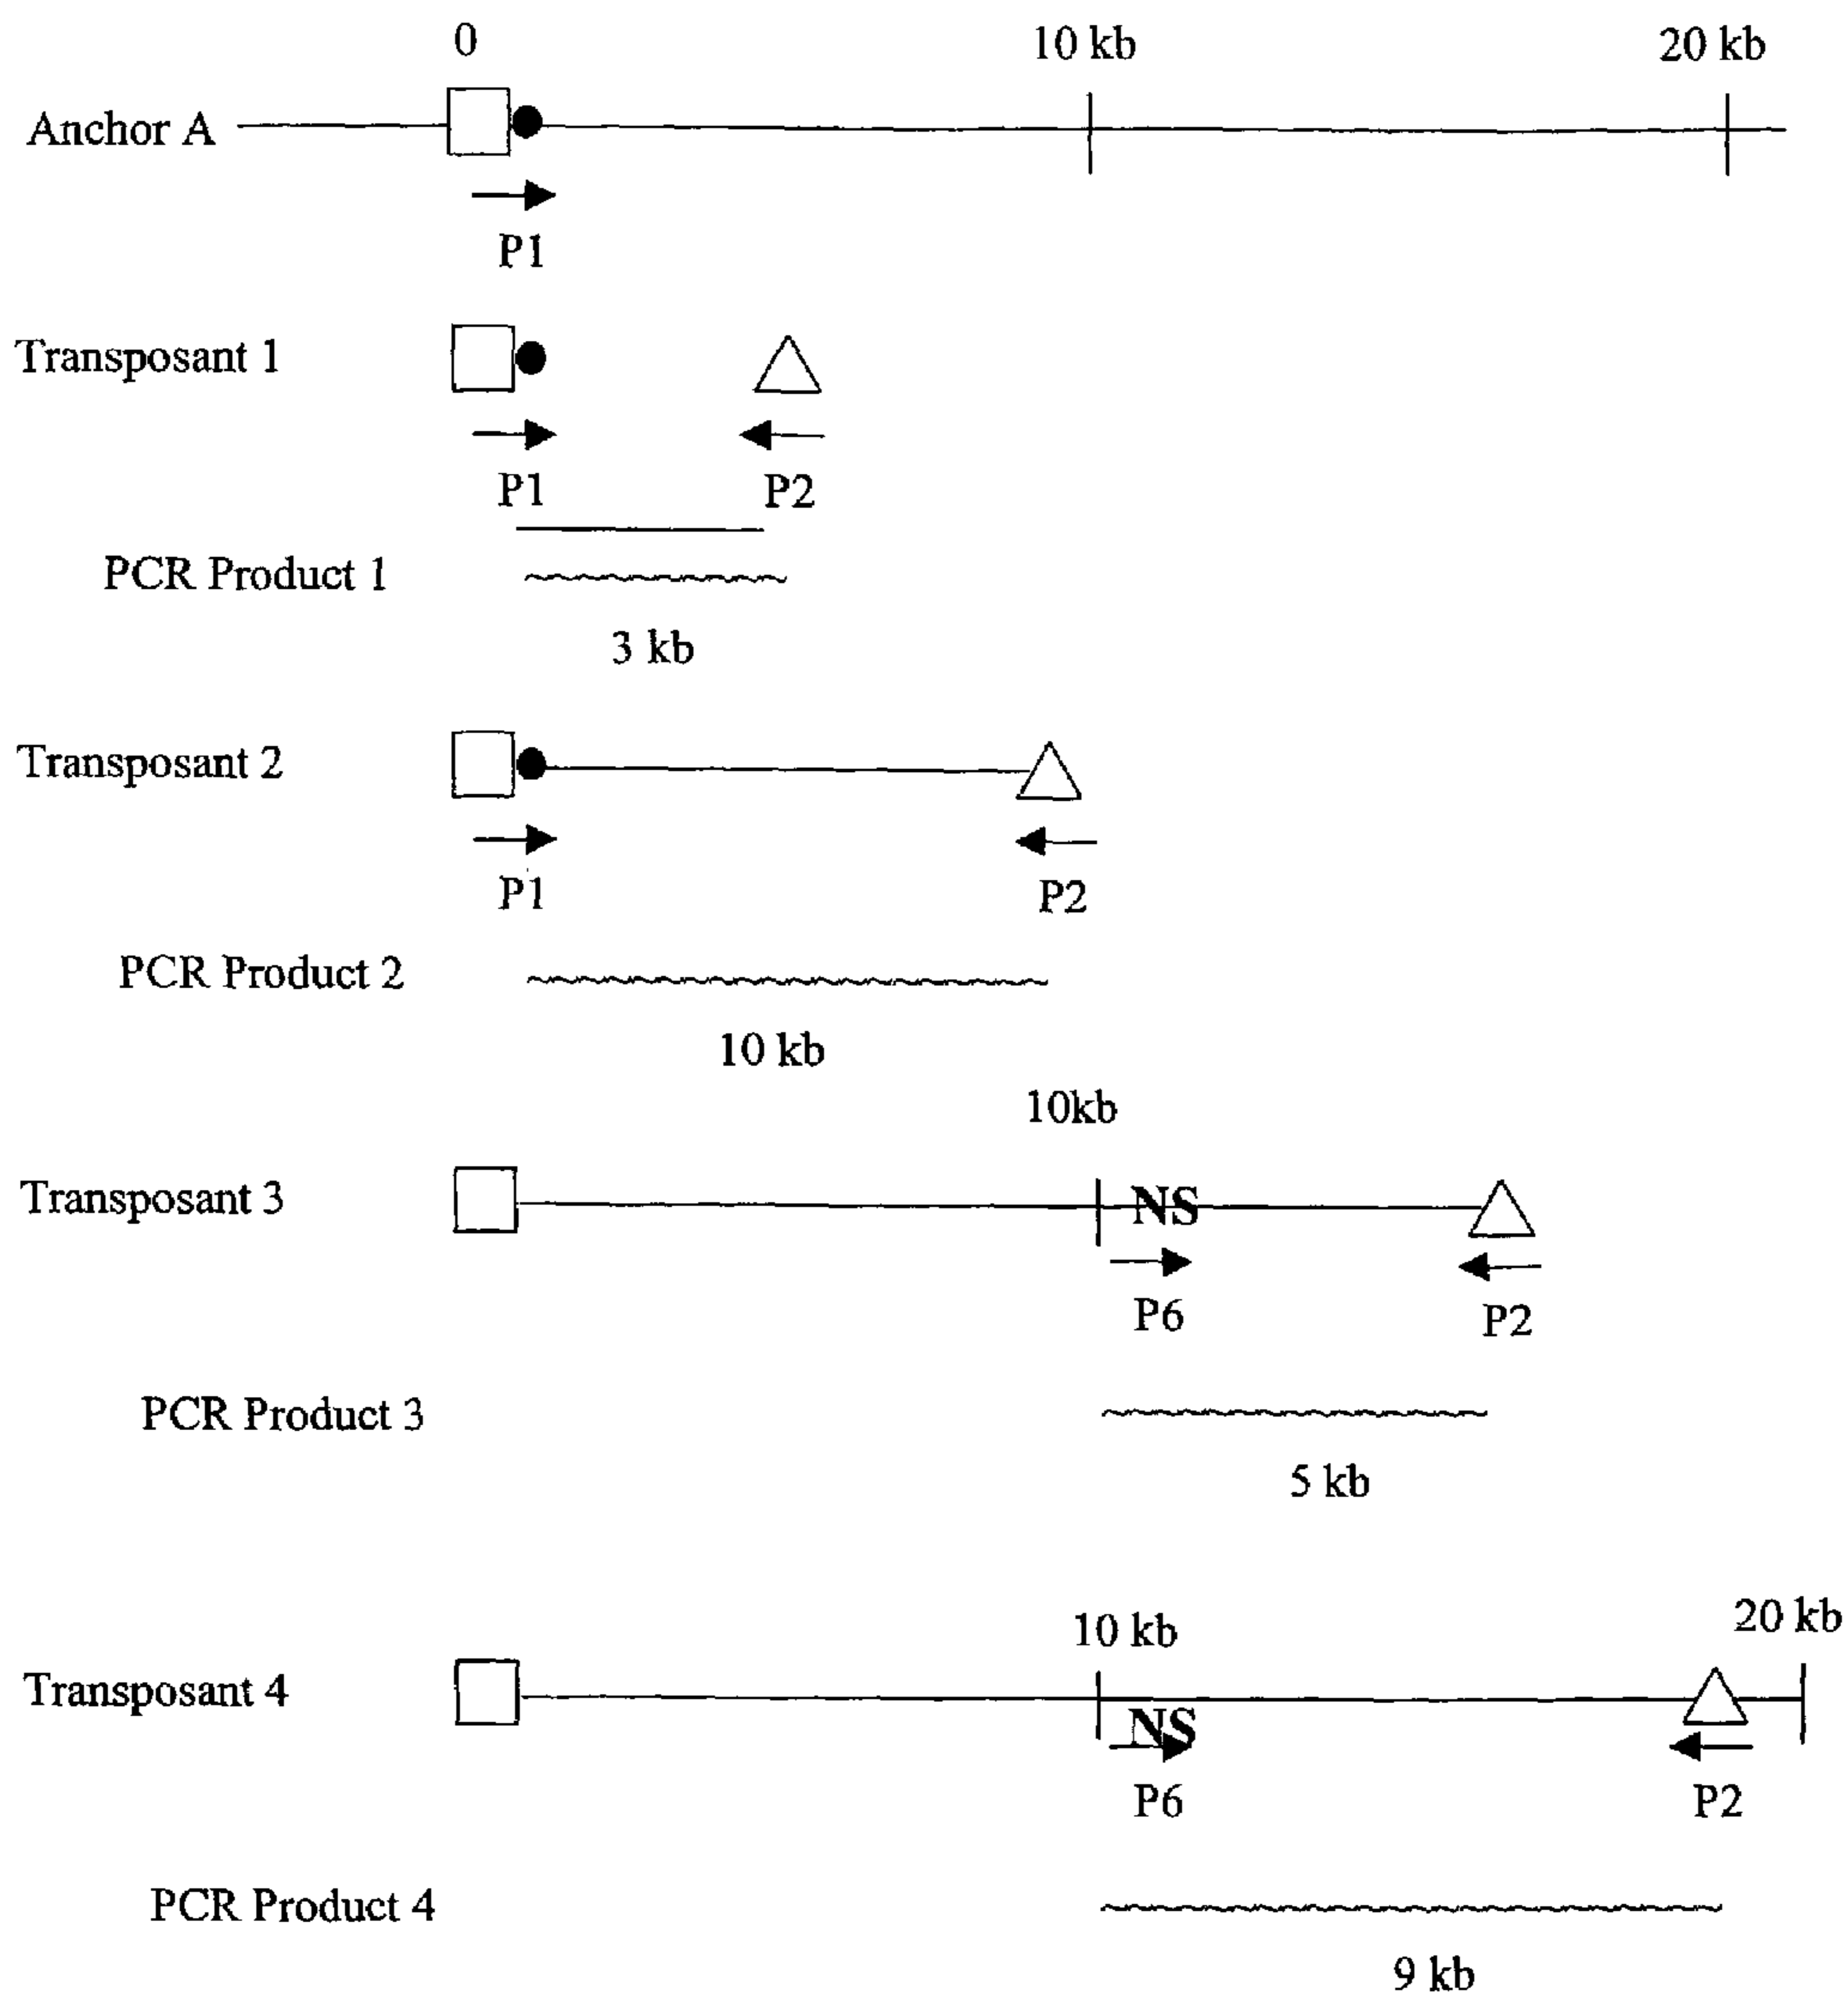 0 10 kb 20 kb
Anchor A
P1
Transposant 1
P1 P2
PCR Product 1
3 kb
Transposant 2
P1 P2
PCR Product 2
10 kb
10kb
Transposant 3 NS
P6 P2
PCR Product 3
5 kb
10 kb 20 kb
Transposant 4
NS
P6 P2
PCR Product 4
9 kb